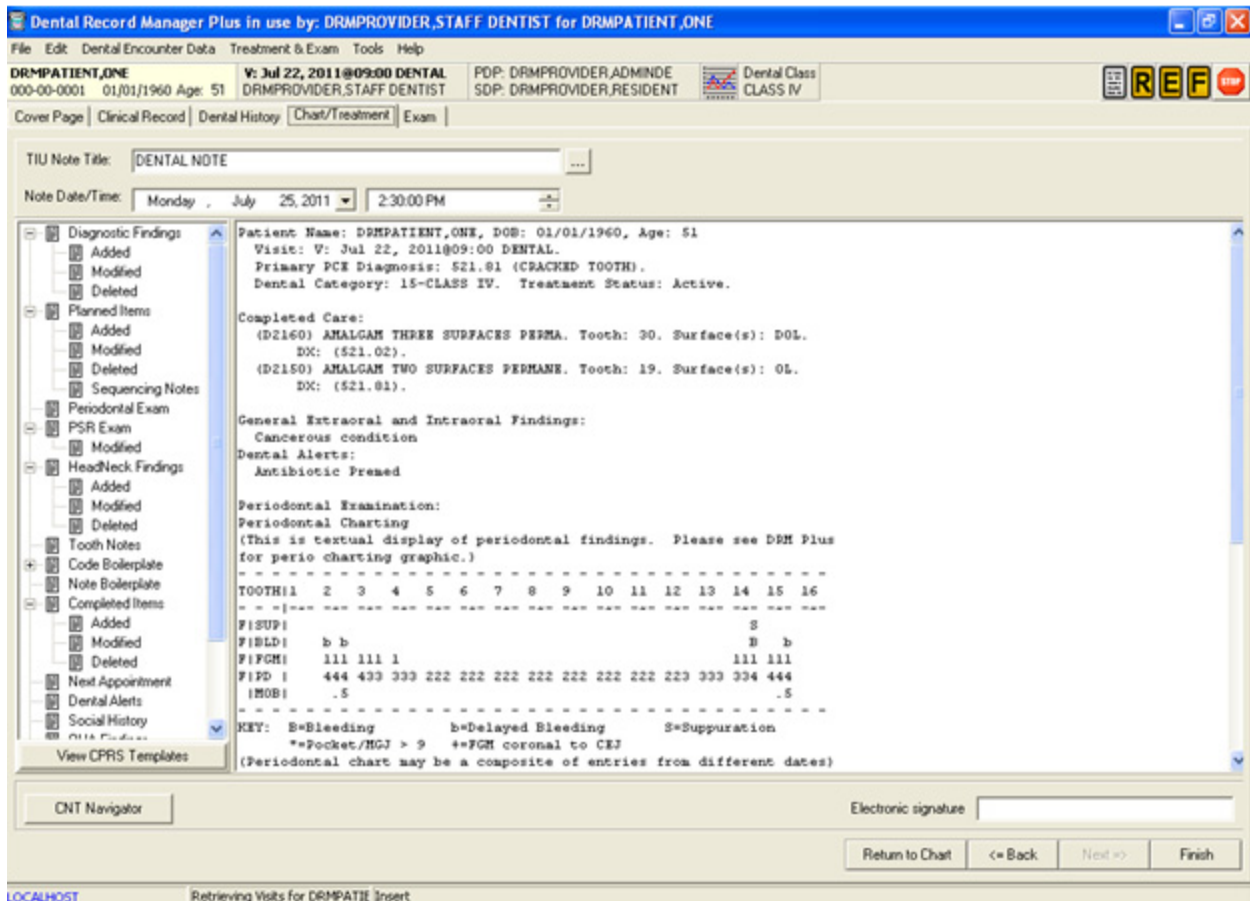 Dental Record Manager Plus in use by: DRMPROVIDER,STAFF DENTIST for DRMPATIENT,ONE
File Edit Dental Encounter Data Treatment & Exam Tools Help
DRMPATIENT,ONE V: Jul 22, 2011@09:00 DENTAL PDP: DRMPROVIDER,ADMINDE Dental Class
000-00-0001 01/01/1960 Age: 51 DRMPROVIDER,STAFF DENTIST SDP: DRMPROVIDER,RESIDENT CLASS IV R E F STOP
Cover Page Clinical Record Dental History Chart/Treatment Exam
TIU Note Title: DENTAL NOTE ...
Note Date/Time: Monday , July 25, 2011 2:30:00 PM
Diagnostic Findings
Added
Modified
Deleted
Planned Items
Added
Modified
Deleted
Sequencing Notes
Periodontal Exam
PSR Exam
Modified
HeadNeck Findings
Added
Modified
Deleted
Tooth Notes
Code Boilerplate
Note Boilerplate
Completed Items
Added
Modified
Deleted
Next Appointment
Dental Alerts
Social History
View CPRS Templates
Patient Name: DRMPATIENT,ONE, DOB: 01/01/1960, Age: 51
Visit: V: Jul 22, 2011@09:00 DENTAL.
Primary PCE Diagnosis: 521.81 (CRACKED TOOTH).
Dental Category: 15-CLASS IV. Treatment Status: Active.
Completed Care:
(D2160) AMALGAM THREE SURFACES PERMA. Tooth: 30. Surface(s): DOL.
DX: (521.02).
(D2150) AMALGAM TWO SURFACES PERMANE. Tooth: 19. Surface(s): OL.
DX: (521.81).
General Extraoral and Intraoral Findings:
Cancerous condition
Dental Alerts:
Antibiotic Premed
Periodontal Examination:
Periodontal Charting
(This is textual display of periodontal findings. Please see DRM Plus
for perio charting graphic.)
TOOTH|1 2 3 4 5 6 7 8 9 10 11 12 13 14 15 16
F|SUP| S
F|BLD| b b B b
F|FGM| 111 111 1 111 111
F|PD | 444 433 333 222 222 222 222 222 222 222 223 333 334 444
|MOB| .5 .5
KEY: B=Bleeding b=Delayed Bleeding S=Suppuration
*=Pocket/MGJ > 9 +=FGM coronal to CEJ
(Periodontal chart may be a composite of entries from different dates)
CNT Navigator Electronic signature
Return to Chart <= Back Next => Finish
LOCALHOST Retrieving Visits for DRMPATIE Insert